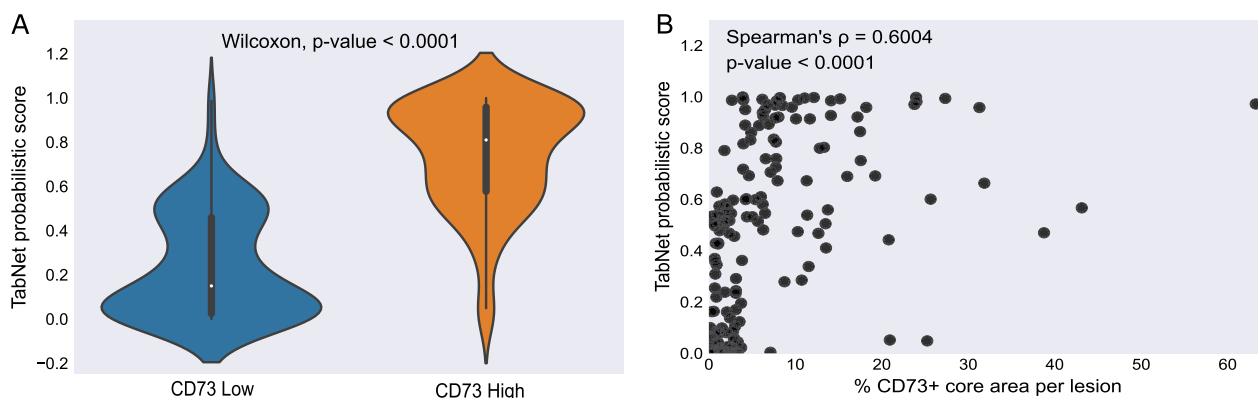 A
Wilcoxon, p-value < 0.0001
TabNet probabilistic score
1.2
1.0
0.8
0.6
0.4
0.2
0.0
−0.2
CD73 Low
CD73 High
B
Spearman's ρ = 0.6004
p-value < 0.0001
TabNet probabilistic score
1.2
1.0
0.8
0.6
0.4
0.2
0.0
0 10 20 30 40 50 60
% CD73+ core area per lesion